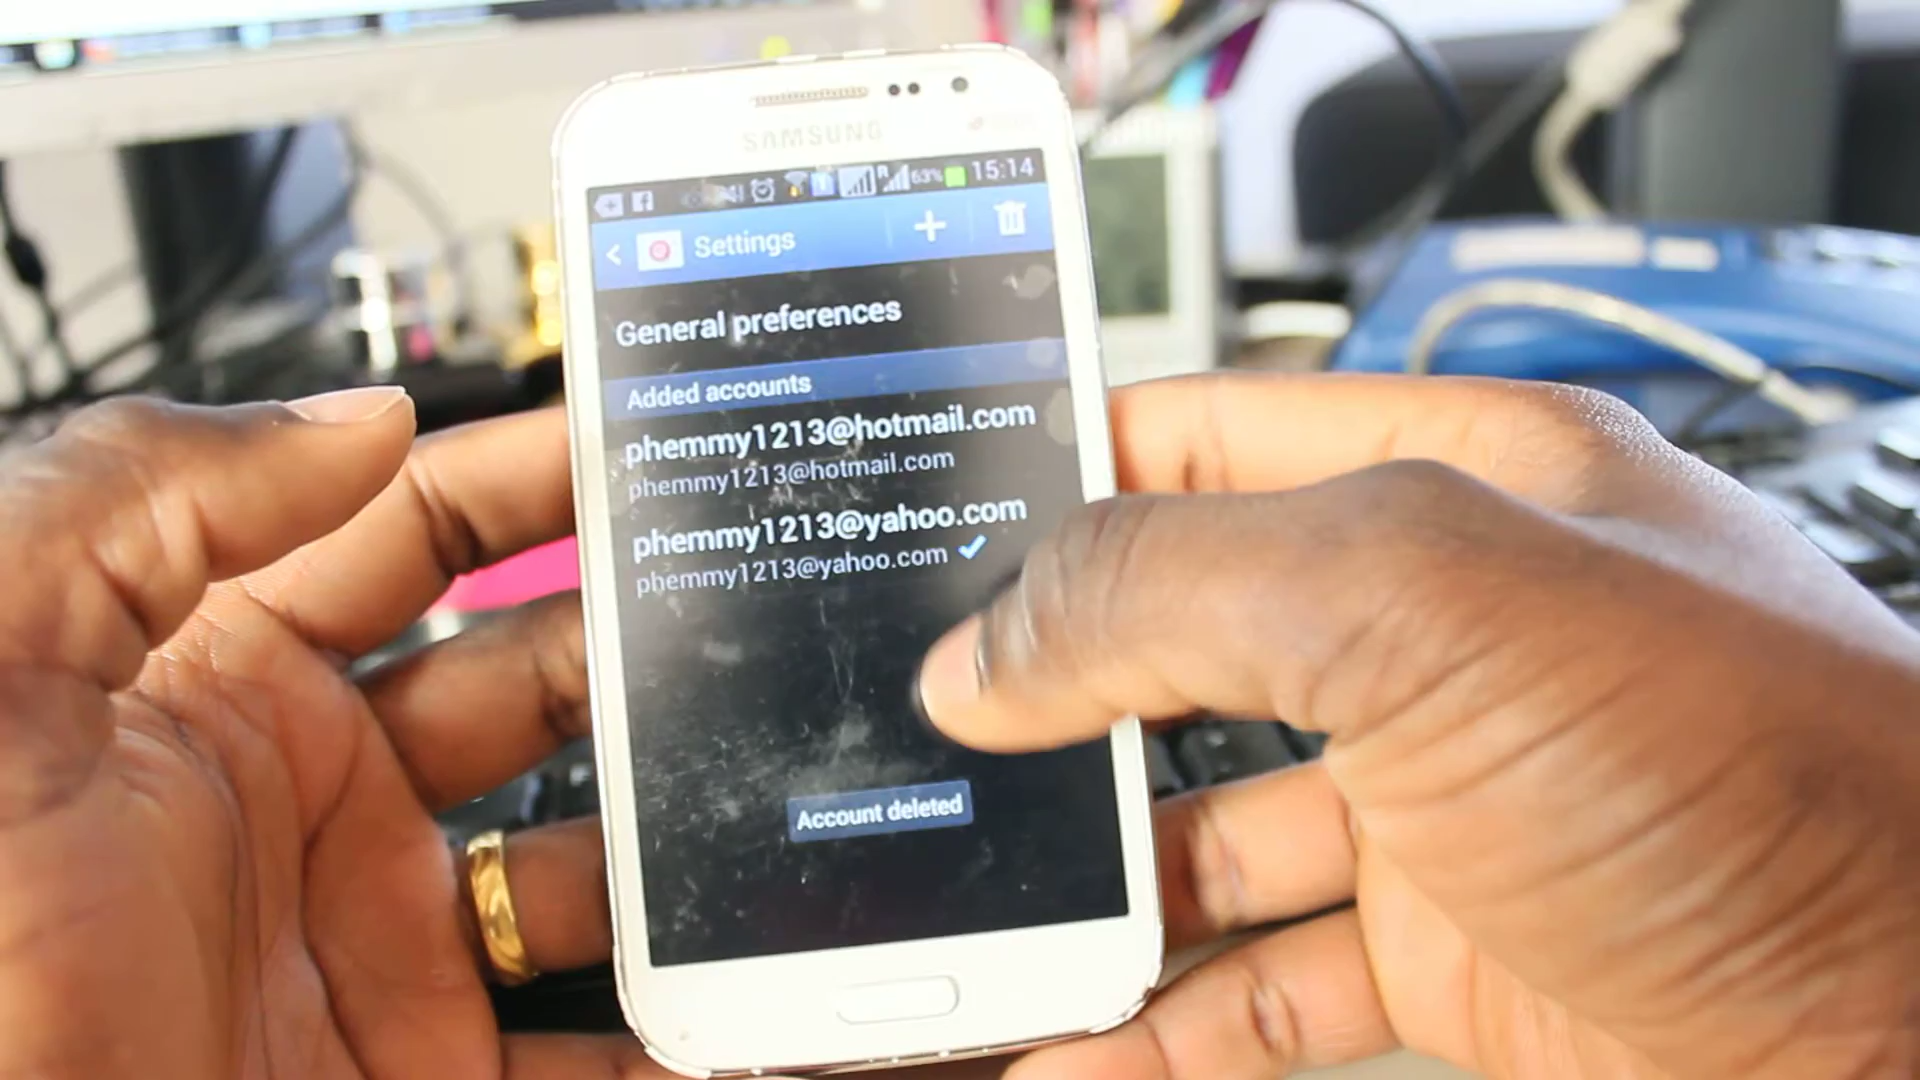 SAMSUNG
63% 15:14
Settings
General preferences
Added accounts
phemmy1213@hotmail.com
phemmy1213@hotmail.com
phemmy1213@yahoo.com
phemmy1213@yahoo.com
Account deleted